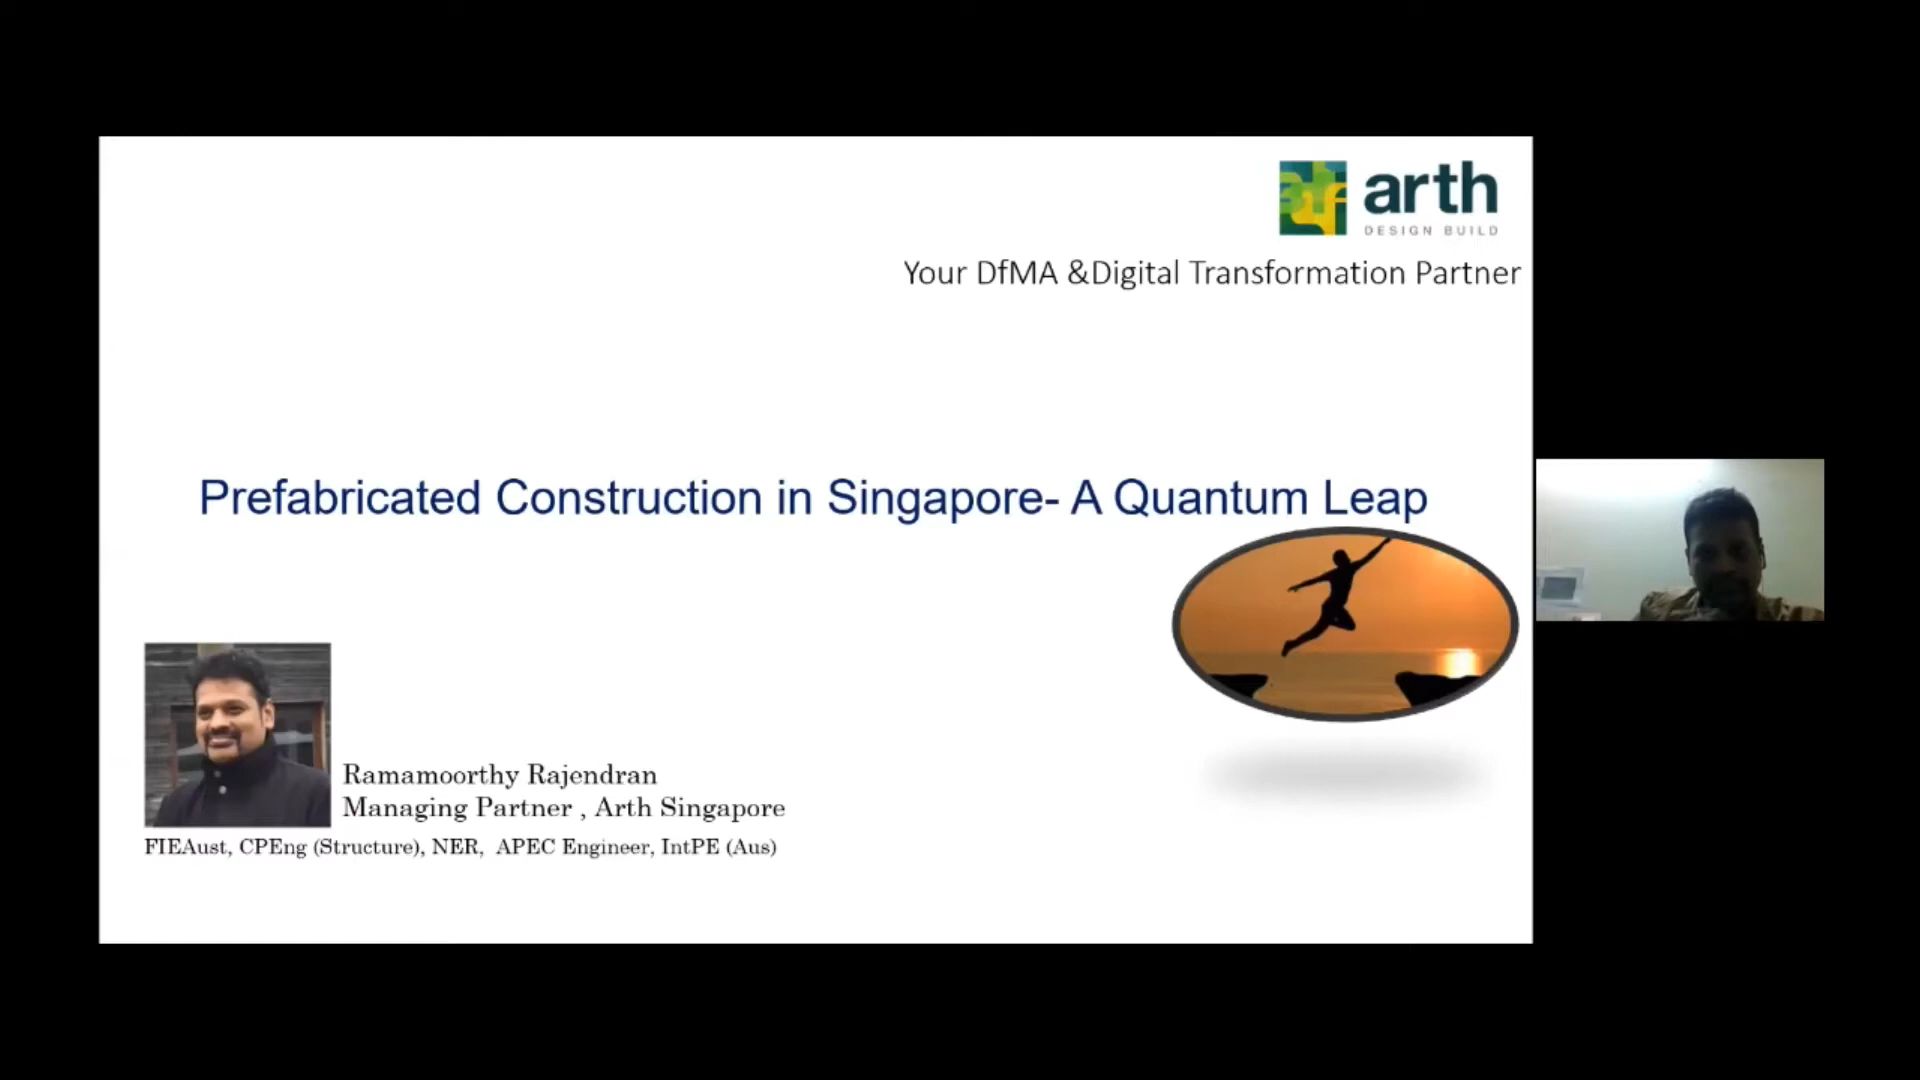 arth
DESIGN BUILD
Your DfMA &Digital Transformation Partner
Prefabricated Construction in Singapore- A Quantum Leap
Ramamoorthy Rajendran
Managing Partner , Arth Singapore
FIEAust, CPEng (Structure), NER, APEC Engineer, IntPE (Aus)